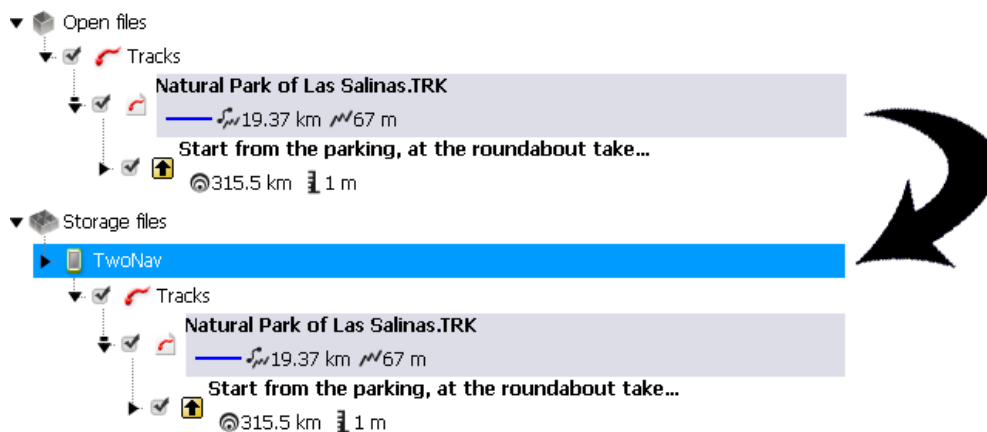 Open files
Tracks
Natural Park of Las Salinas.TRK
19.37 km 67 m
Start from the parking, at the roundabout take...
315.5 km 1 m
Storage files
TwoNav
Tracks
Natural Park of Las Salinas.TRK
19.37 km 67 m
Start from the parking, at the roundabout take...
315.5 km 1 m